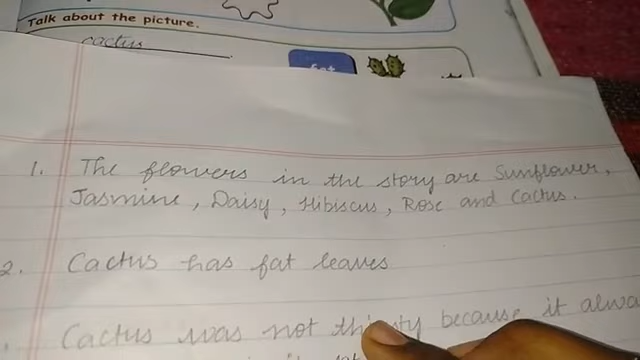 Talk about the picture.
cactus
fat
1. The flowers in the story are Sunflower,
Jasmine, Daisy, Hibiscus, Rose and Cactus.
2. Cactus has fat leaves
Cactus was not thirsty because it alwa